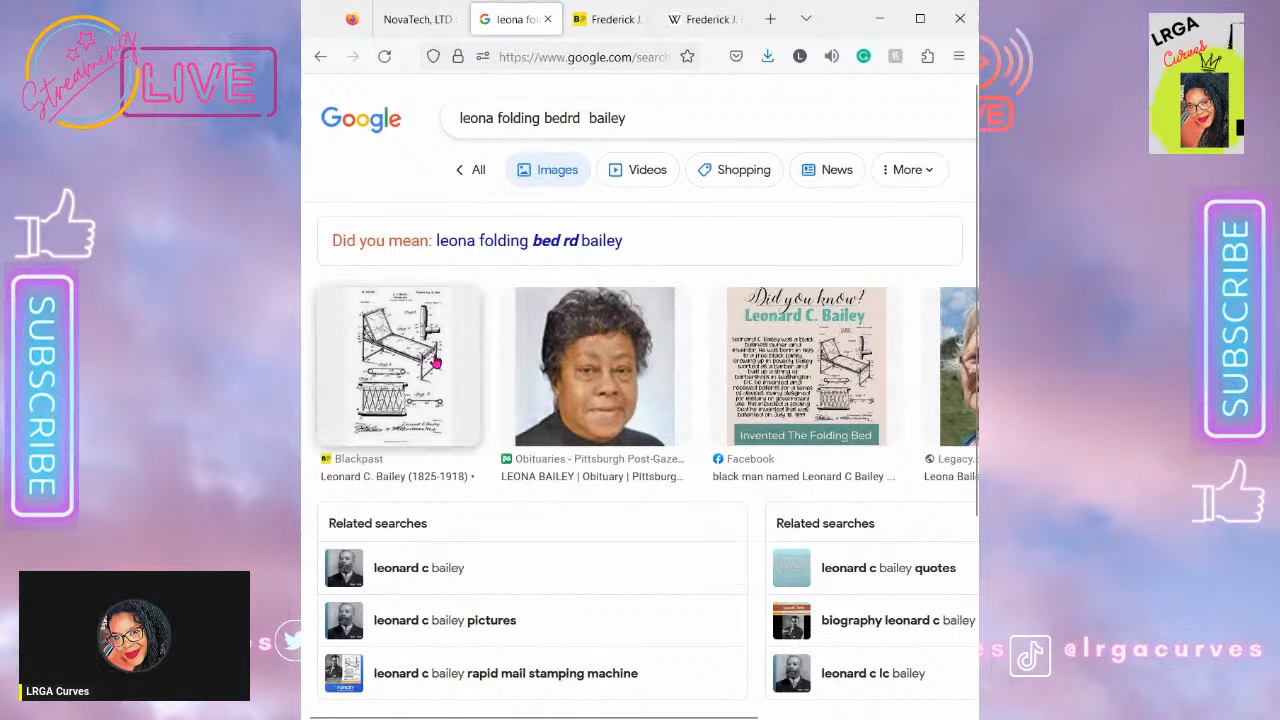 Streaming
LIVE
SUBSCRIBE
LRGA Curves
NovaTech, LTD
leona fol
Frederick J.
Frederick J.
https://www.google.com/search
Google
leona folding bedrd bailey
All
Images
Videos
Shopping
News
More
Did you mean: leona folding bed rd bailey
Did you know?
Leonard C. Bailey
Invented The Folding Bed
Blackpast
Leonard C. Bailey (1825-1918) •
Obituaries - Pittsburgh Post-Gaze...
LEONA BAILEY | Obituary | Pittsburg...
Facebook
black man named Leonard C Bailey ...
Legacy.c
Leona Baile
Related searches
leonard c bailey
leonard c bailey pictures
leonard c bailey rapid mail stamping machine
Related searches
leonard c bailey quotes
biography leonard c bailey
leonard c lc bailey
LRGA
Curves
VE
SUBSCRIBE
es
es
@lrgacurves